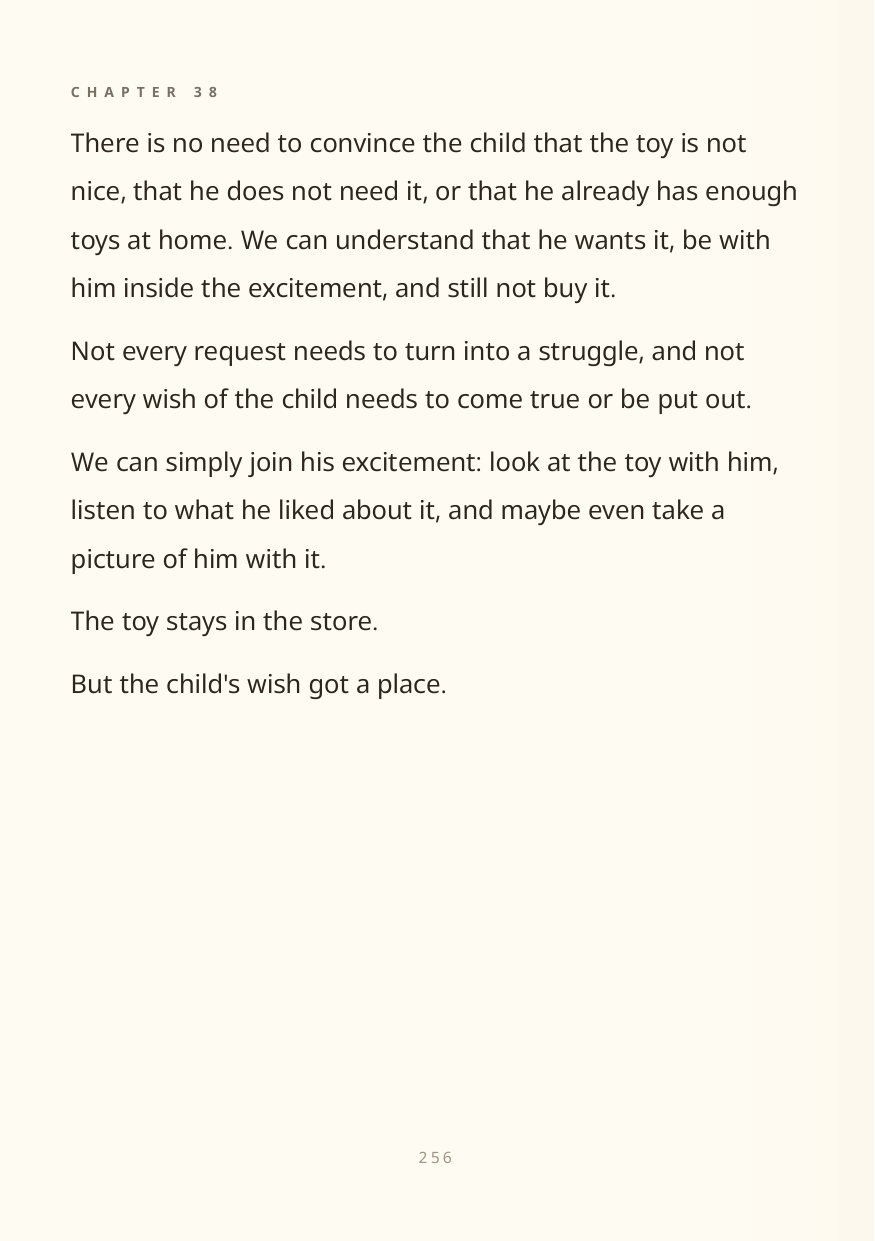 CHAPTER 38
There is no need to convince the child that the toy is not
nice, that he does not need it, or that he already has enough
toys at home. We can understand that he wants it, be with
him inside the excitement, and still not buy it.
Not every request needs to turn into a struggle, and not
every wish of the child needs to come true or be put out.
We can simply join his excitement: look at the toy with him,
listen to what he liked about it, and maybe even take a
picture of him with it.
The toy stays in the store.
But the child's wish got a place.
256